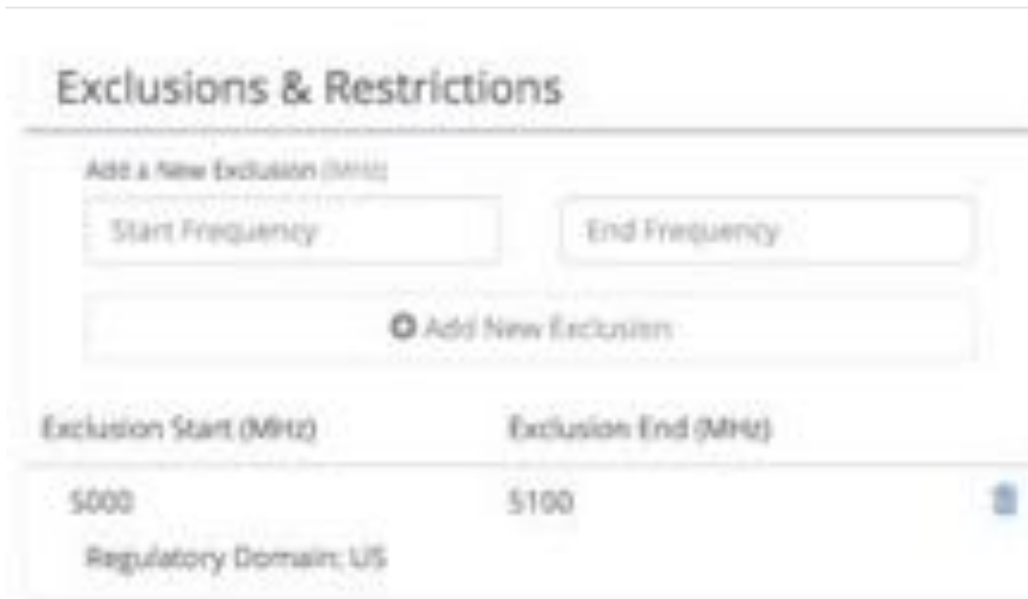 Exclusions & Restrictions
Add a New Exclusion (MHz)
Start Frequency End Frequency
Add New Exclusion
Exclusion Start (MHz) Exclusion End (MHz)
5000 5100
Regulatory Domain: US